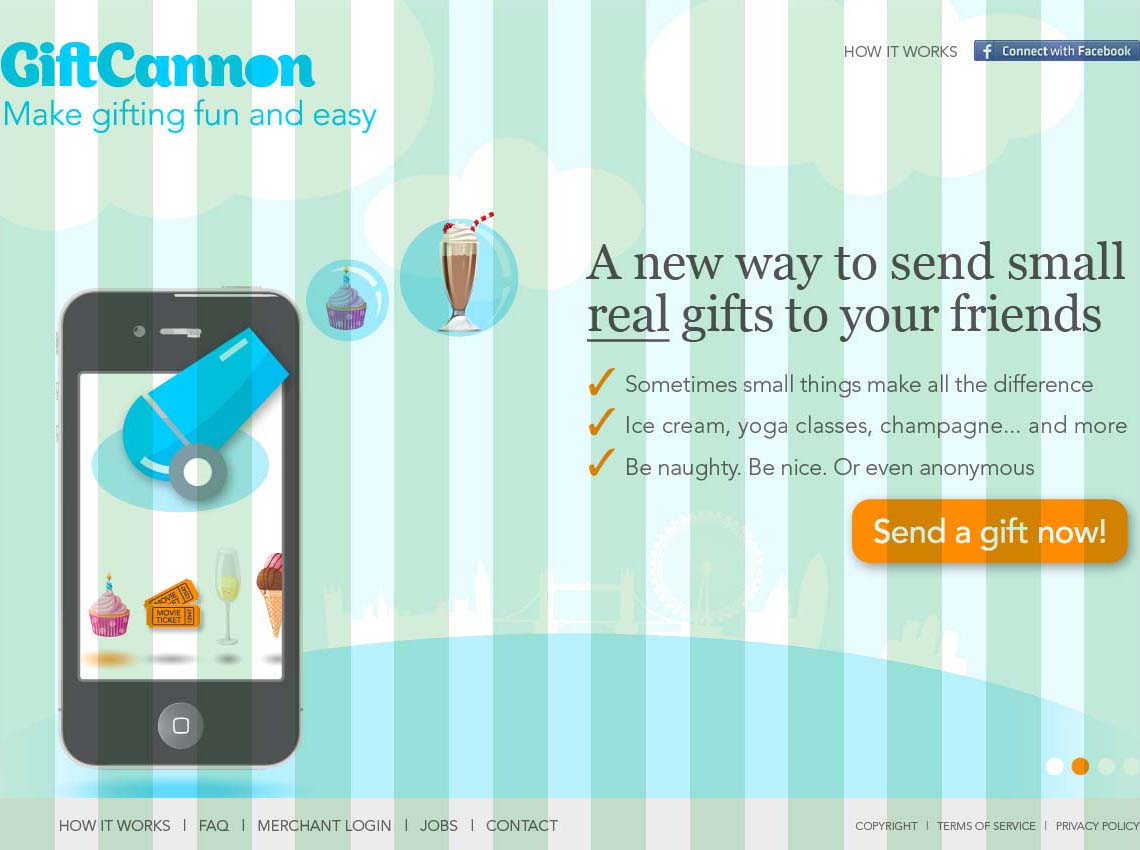 GiftCannon
Make gifting fun and easy
HOW IT WORKS
f Connect with Facebook
A new way to send small
real gifts to your friends
✓ Sometimes small things make all the difference
✓ Ice cream, yoga classes, champagne... and more
✓ Be naughty. Be nice. Or even anonymous
Send a gift now!
MOVIE
TICKET
MOVIE
TICKET
HOW IT WORKS | FAQ | MERCHANT LOGIN | JOBS | CONTACT
COPYRIGHT | TERMS OF SERVICE | PRIVACY POLICY